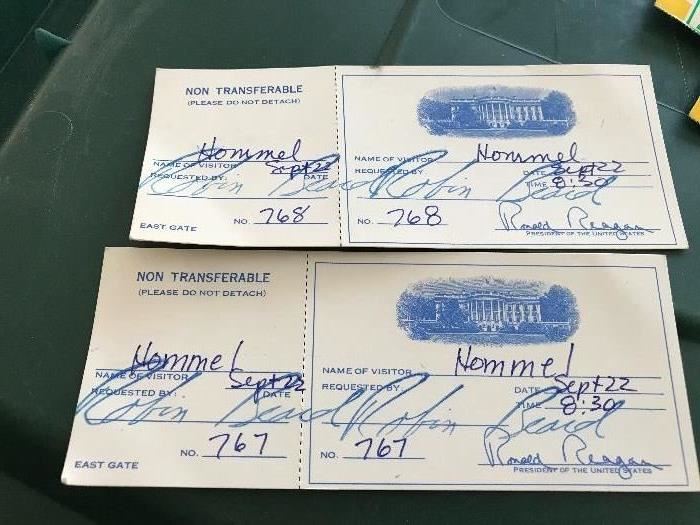 NON TRANSFERABLE
(PLEASE DO NOT DETACH)
Hommel
NAME OF VISITOR Sept 22
REQUESTED BY: DATE
Robin Beard
NO. 768
EAST GATE
NAME OF VISITOR Hommel
REQUESTED BY DATE Sept 22
TIME 8:30
Robin Beard
NO. 768
Ronald Reagan
PRESIDENT OF THE UNITED STATES
NON TRANSFERABLE
(PLEASE DO NOT DETACH)
Hommel
NAME OF VISITOR Sept 22
REQUESTED BY: DATE
Robin Beard
NO. 767
EAST GATE
NAME OF VISITOR Hommel
REQUESTED BY DATE Sept 22
TIME 8:30
Robin Beard
NO. 767
Ronald Reagan
PRESIDENT OF THE UNITED STATES